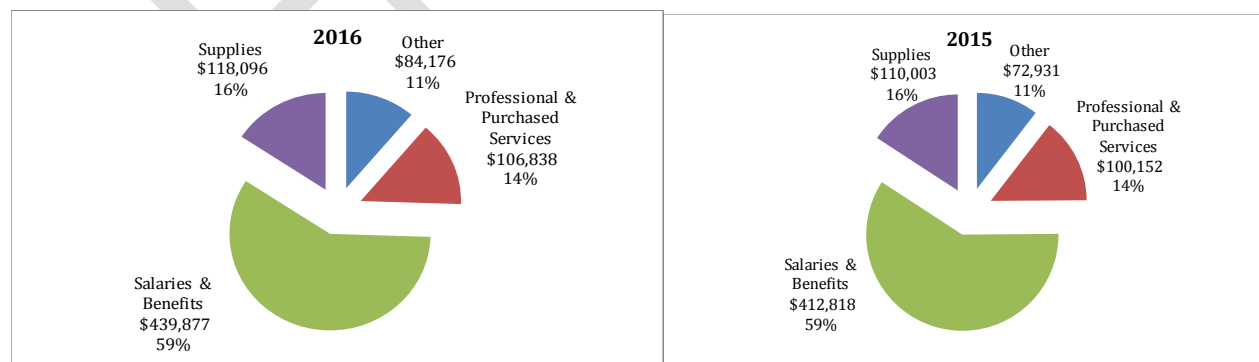 2016
Supplies
$118,096
16%
Other
$84,176
11%
Professional &
Purchased
Services
$106,838
14%
Salaries &
Benefits
$439,877
59%
2015
Supplies
$110,003
16%
Other
$72,931
11%
Professional &
Purchased
Services
$100,152
14%
Salaries &
Benefits
$412,818
59%